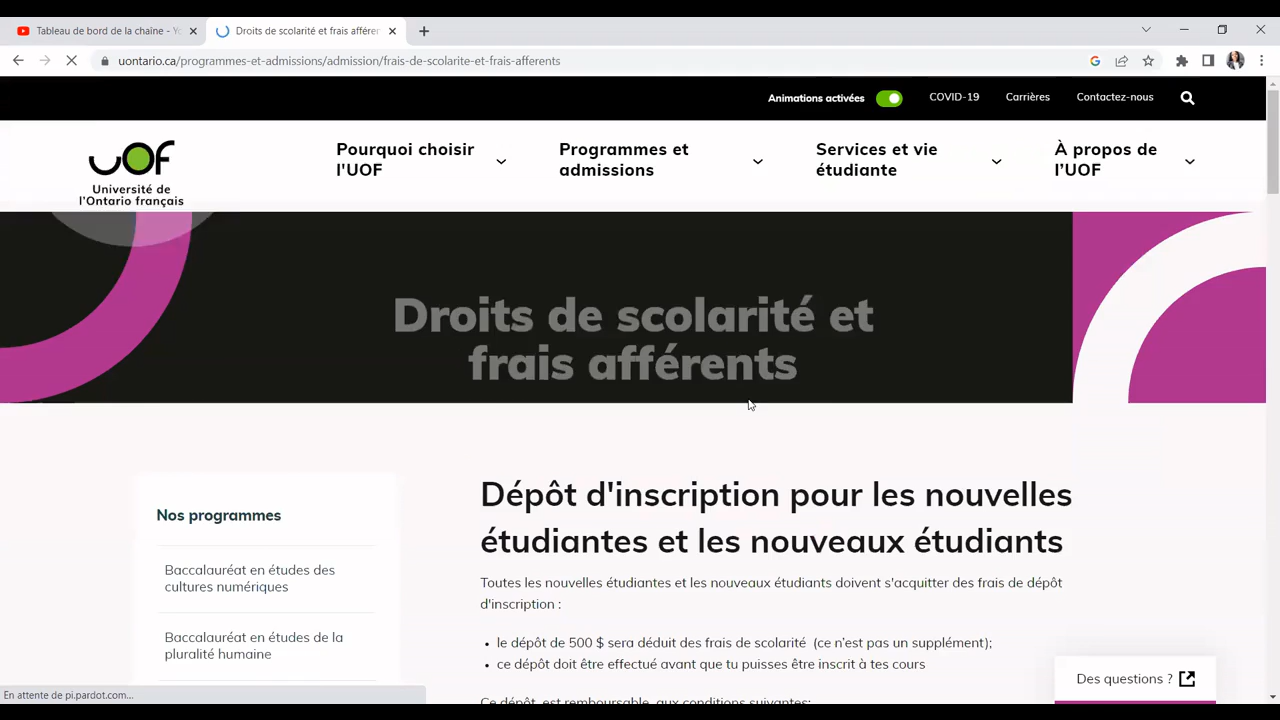 Tableau de bord de la chaîne - Yo
Droits de scolarité et frais afféren
uontario.ca/programmes-et-admissions/admission/frais-de-scolarite-et-frais-afferents
Animations activées
COVID-19
Carrières
Contactez-nous
UOF
Université de
l'Ontario français
Pourquoi choisir
l'UOF
Programmes et
admissions
Services et vie
étudiante
À propos de
l’UOF
Droits de scolarité et
frais afférents
Nos programmes
Baccalauréat en études des
cultures numériques
Baccalauréat en études de la
pluralité humaine
Dépôt d'inscription pour les nouvelles
étudiantes et les nouveaux étudiants
Toutes les nouvelles étudiantes et les nouveaux étudiants doivent s'acquitter des frais de dépôt
d'inscription :
• le dépôt de 500 $ sera déduit des frais de scolarité (ce n’est pas un supplément);
• ce dépôt doit être effectué avant que tu puisses être inscrit à tes cours
Ce dépôt est remboursable aux conditions suivantes:
Des questions ?
En attente de pi.pardot.com...